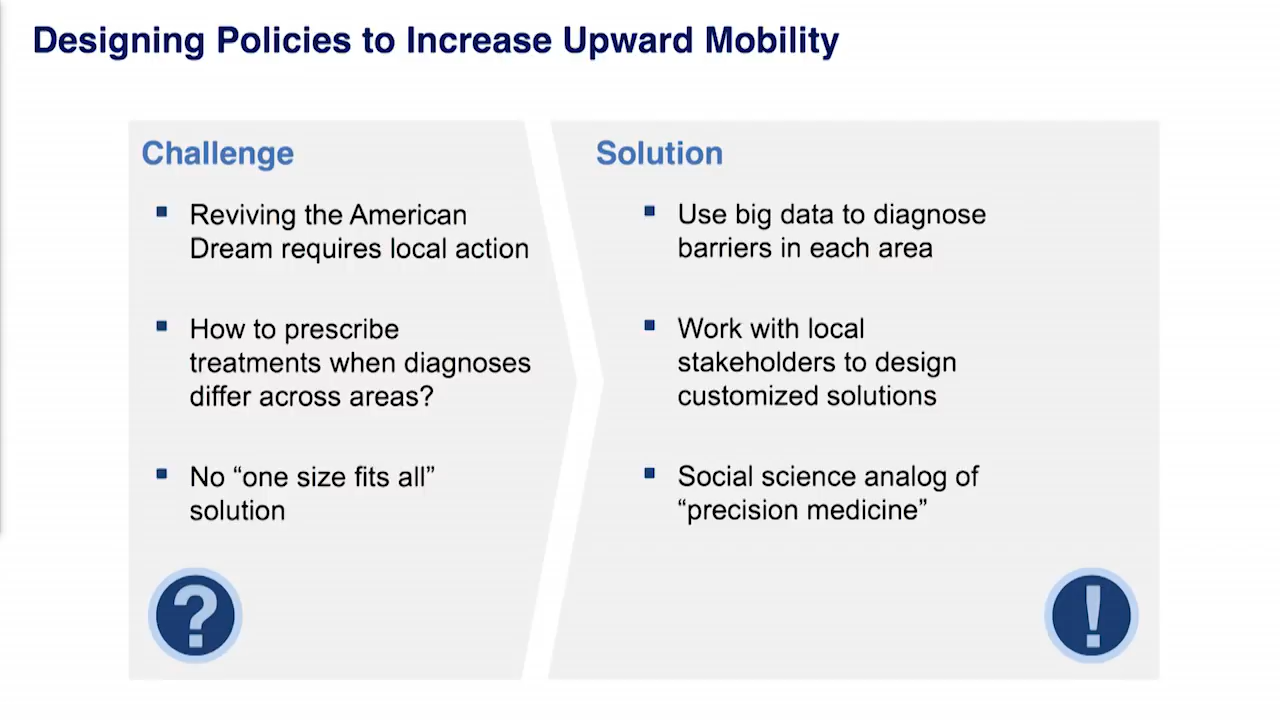 Designing Policies to Increase Upward Mobility
Challenge
Reviving the American
Dream requires local action
How to prescribe
treatments when diagnoses
differ across areas?
No “one size fits all”
solution
?
Solution
Use big data to diagnose
barriers in each area
Work with local
stakeholders to design
customized solutions
Social science analog of
“precision medicine”
!